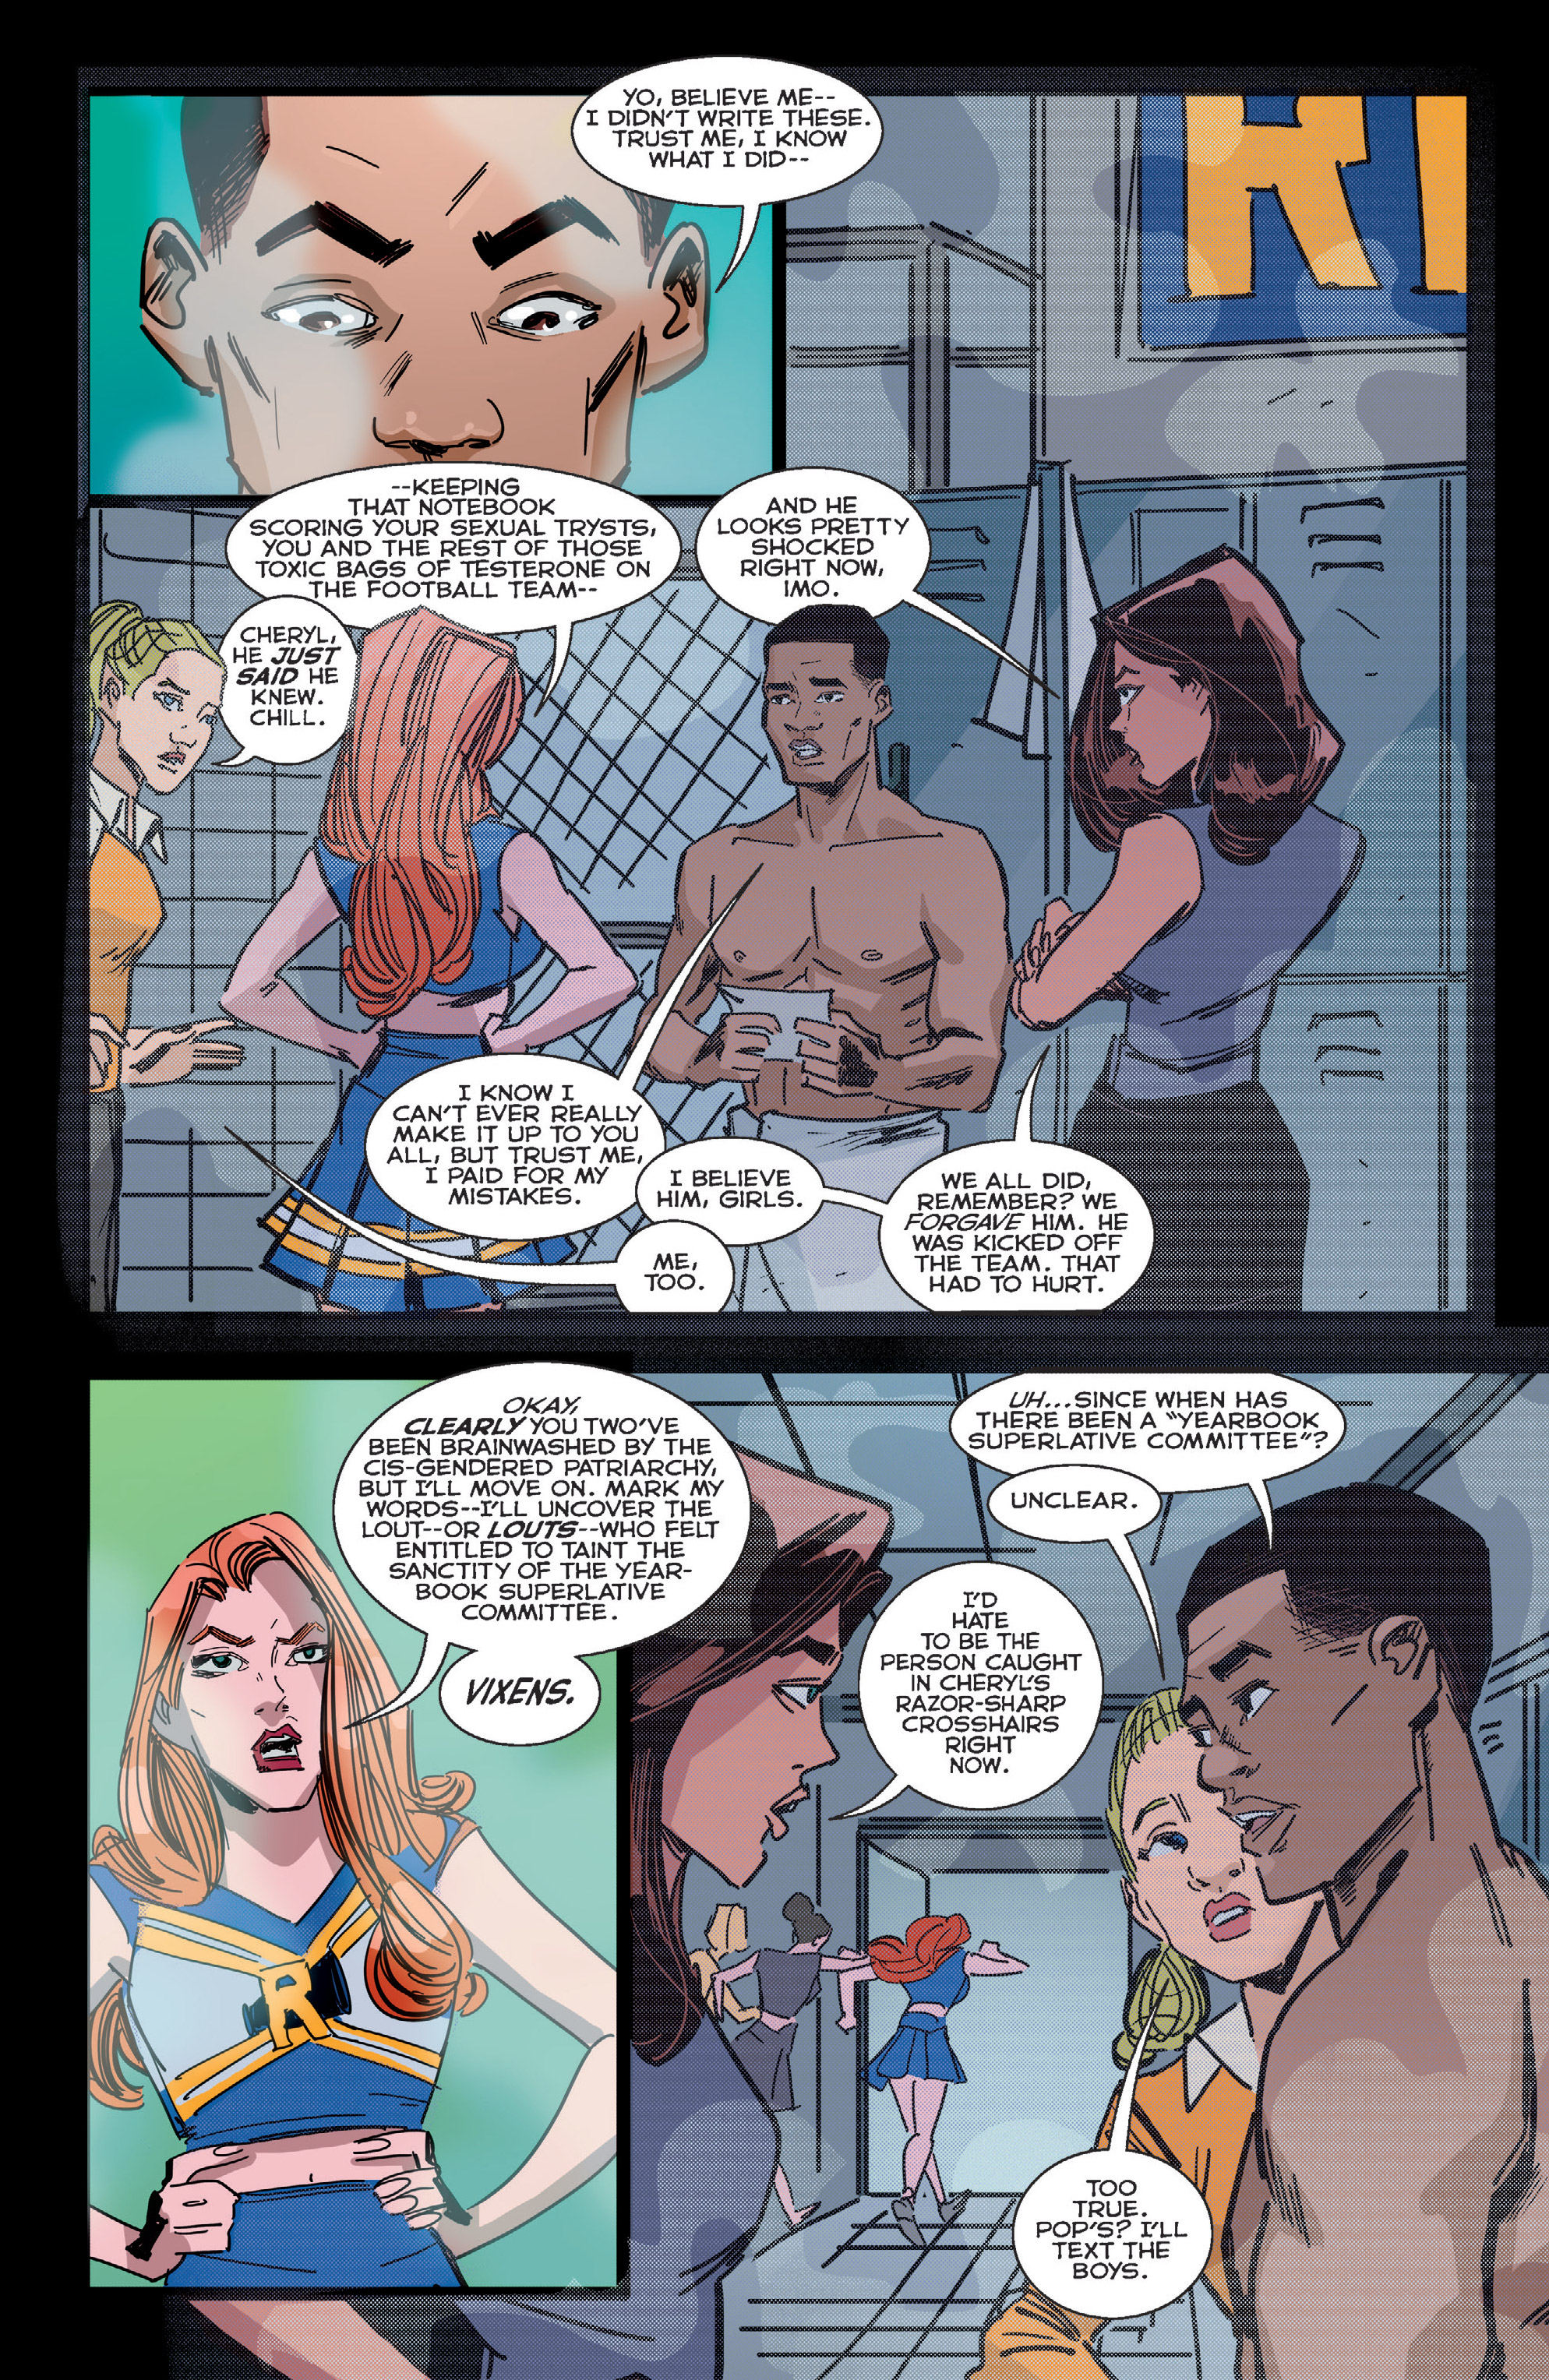 YO, BELIEVE ME--
I DIDN'T WRITE THESE.
TRUST ME, I KNOW
WHAT I DID--
--KEEPING
THAT NOTEBOOK
SCORING YOUR SEXUAL TRYSTS,
YOU AND THE REST OF THOSE
TOXIC BAGS OF TESTERONE ON
THE FOOTBALL TEAM--
CHERYL,
HE JUST
SAID HE
KNEW.
CHILL.
AND HE
LOOKS PRETTY
SHOCKED
RIGHT NOW,
IMO.
I KNOW I
CAN'T EVER REALLY
MAKE IT UP TO YOU
ALL, BUT TRUST ME,
I PAID FOR MY
MISTAKES.
I BELIEVE
HIM, GIRLS.
WE ALL DID,
REMEMBER? WE
FORGAVE HIM. HE
WAS KICKED OFF
THE TEAM. THAT
HAD TO HURT.
ME,
TOO.
OKAY,
CLEARLY YOU TWO'VE
BEEN BRAINWASHED BY THE
CIS-GENDERED PATRIARCHY,
BUT I'LL MOVE ON. MARK MY
WORDS--I'LL UNCOVER THE
LOUT--OR LOUTS--WHO FELT
ENTITLED TO TAINT THE
SANCTITY OF THE YEAR-
BOOK SUPERLATIVE
COMMITTEE.
VIXENS.
R
UH...SINCE WHEN HAS
THERE BEEN A "YEARBOOK
SUPERLATIVE COMMITTEE"?
UNCLEAR.
I'D
HATE
TO BE THE
PERSON CAUGHT
IN CHERYL'S
RAZOR-SHARP
CROSSHAIRS
RIGHT
NOW.
TOO
TRUE.
POP'S? I'LL
TEXT THE
BOYS.